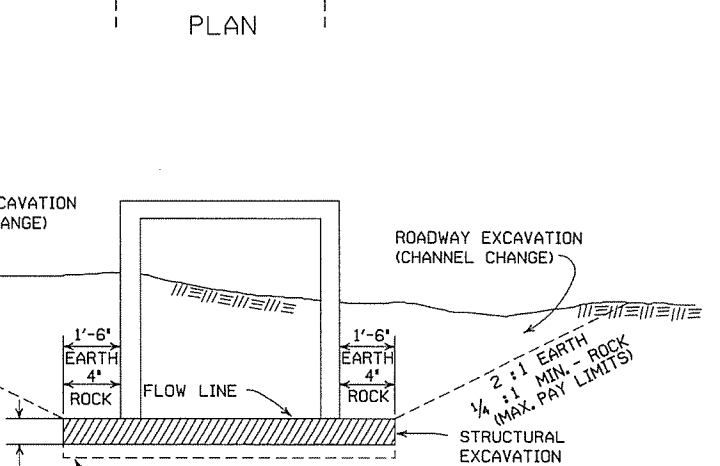 PLAN
CAVATION
ANGE)
ROADWAY EXCAVATION
(CHANNEL CHANGE)
1'-6"
EARTH
4"
ROCK
1'-6"
EARTH
4"
ROCK
FLOW LINE
2 :1 EARTH
1/4 :1 MIN. - ROCK
(MAX. PAY LIMITS)
STRUCTURAL
EXCAVATION